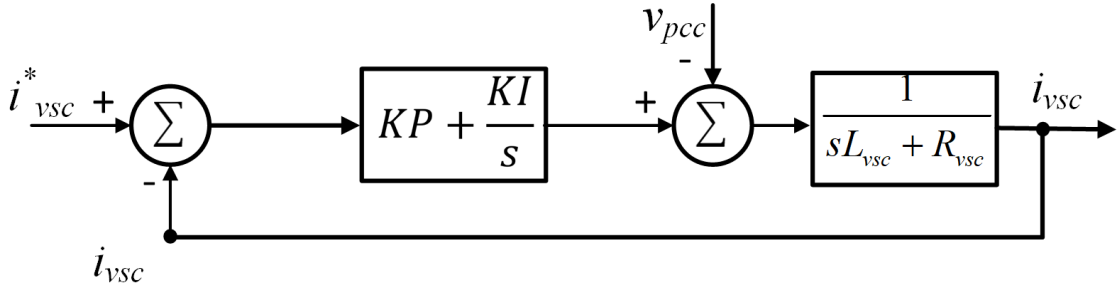 v_pcc
-
i*_vsc
+
Σ
KP + KI/s
+
Σ
1/(sL_vsc + R_vsc)
i_vsc
-
i_vsc